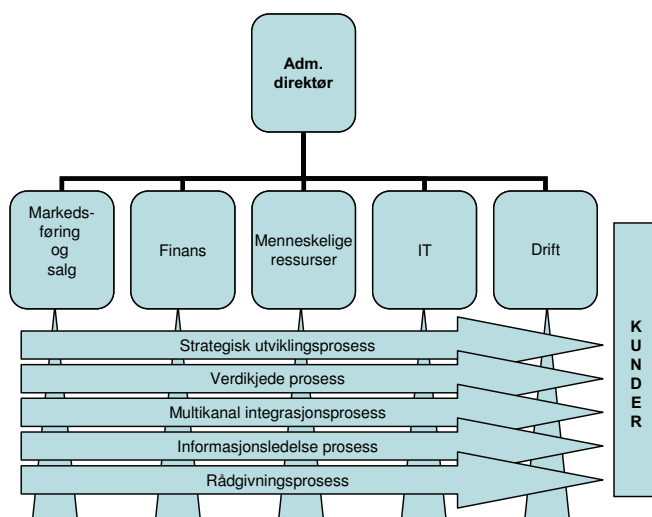 Adm.
direktør
Markeds-
føring
og
salg
Finans
Menneskelige
ressurser
IT
Drift
Strategisk utviklingsprosess
Verdikjede prosess
Multikanal integrasjonsprosess
Informasjonsledelse prosess
Rådgivningsprosess
K
U
N
D
E
R